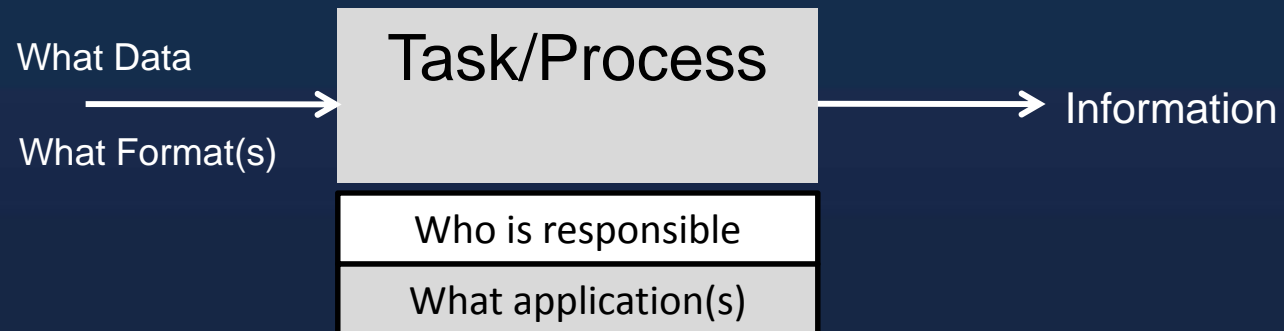 What Data
What Format(s)
Task/Process
Information
Who is responsible
What application(s)